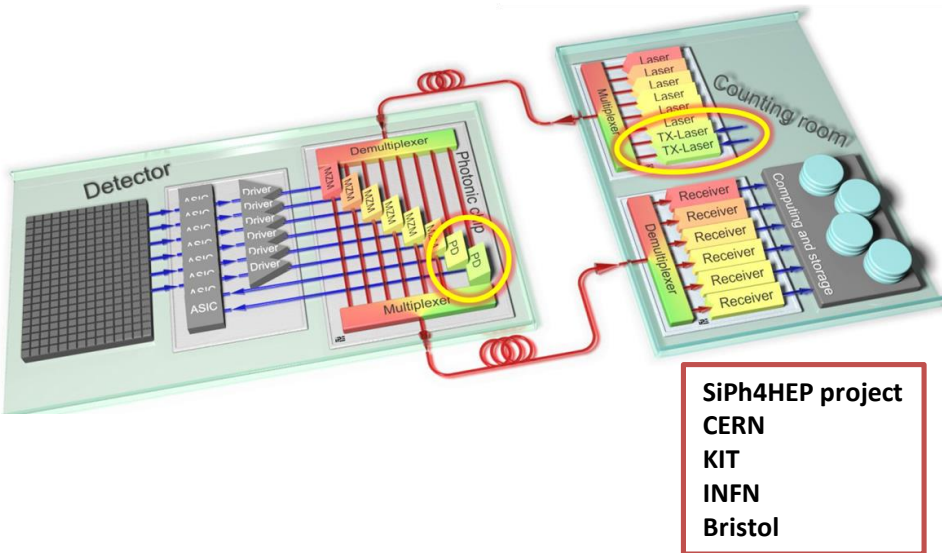 Detector
ASIC
ASIC
ASIC
ASIC
ASIC
ASIC
ASIC
ASIC
Driver
Driver
Driver
Driver
Driver
Driver
Demultiplexer
MZM
MZM
MZM
MZM
MZM
PD
PD
Photonic chip
Multiplexer
Multiplexer
Laser
Laser
Laser
Laser
Laser
Laser
TX-Laser
TX-Laser
Counting room
Demultiplexer
Receiver
Receiver
Receiver
Receiver
Receiver
Receiver
Computing and storage
SiPh4HEP project
CERN
KIT
INFN
Bristol